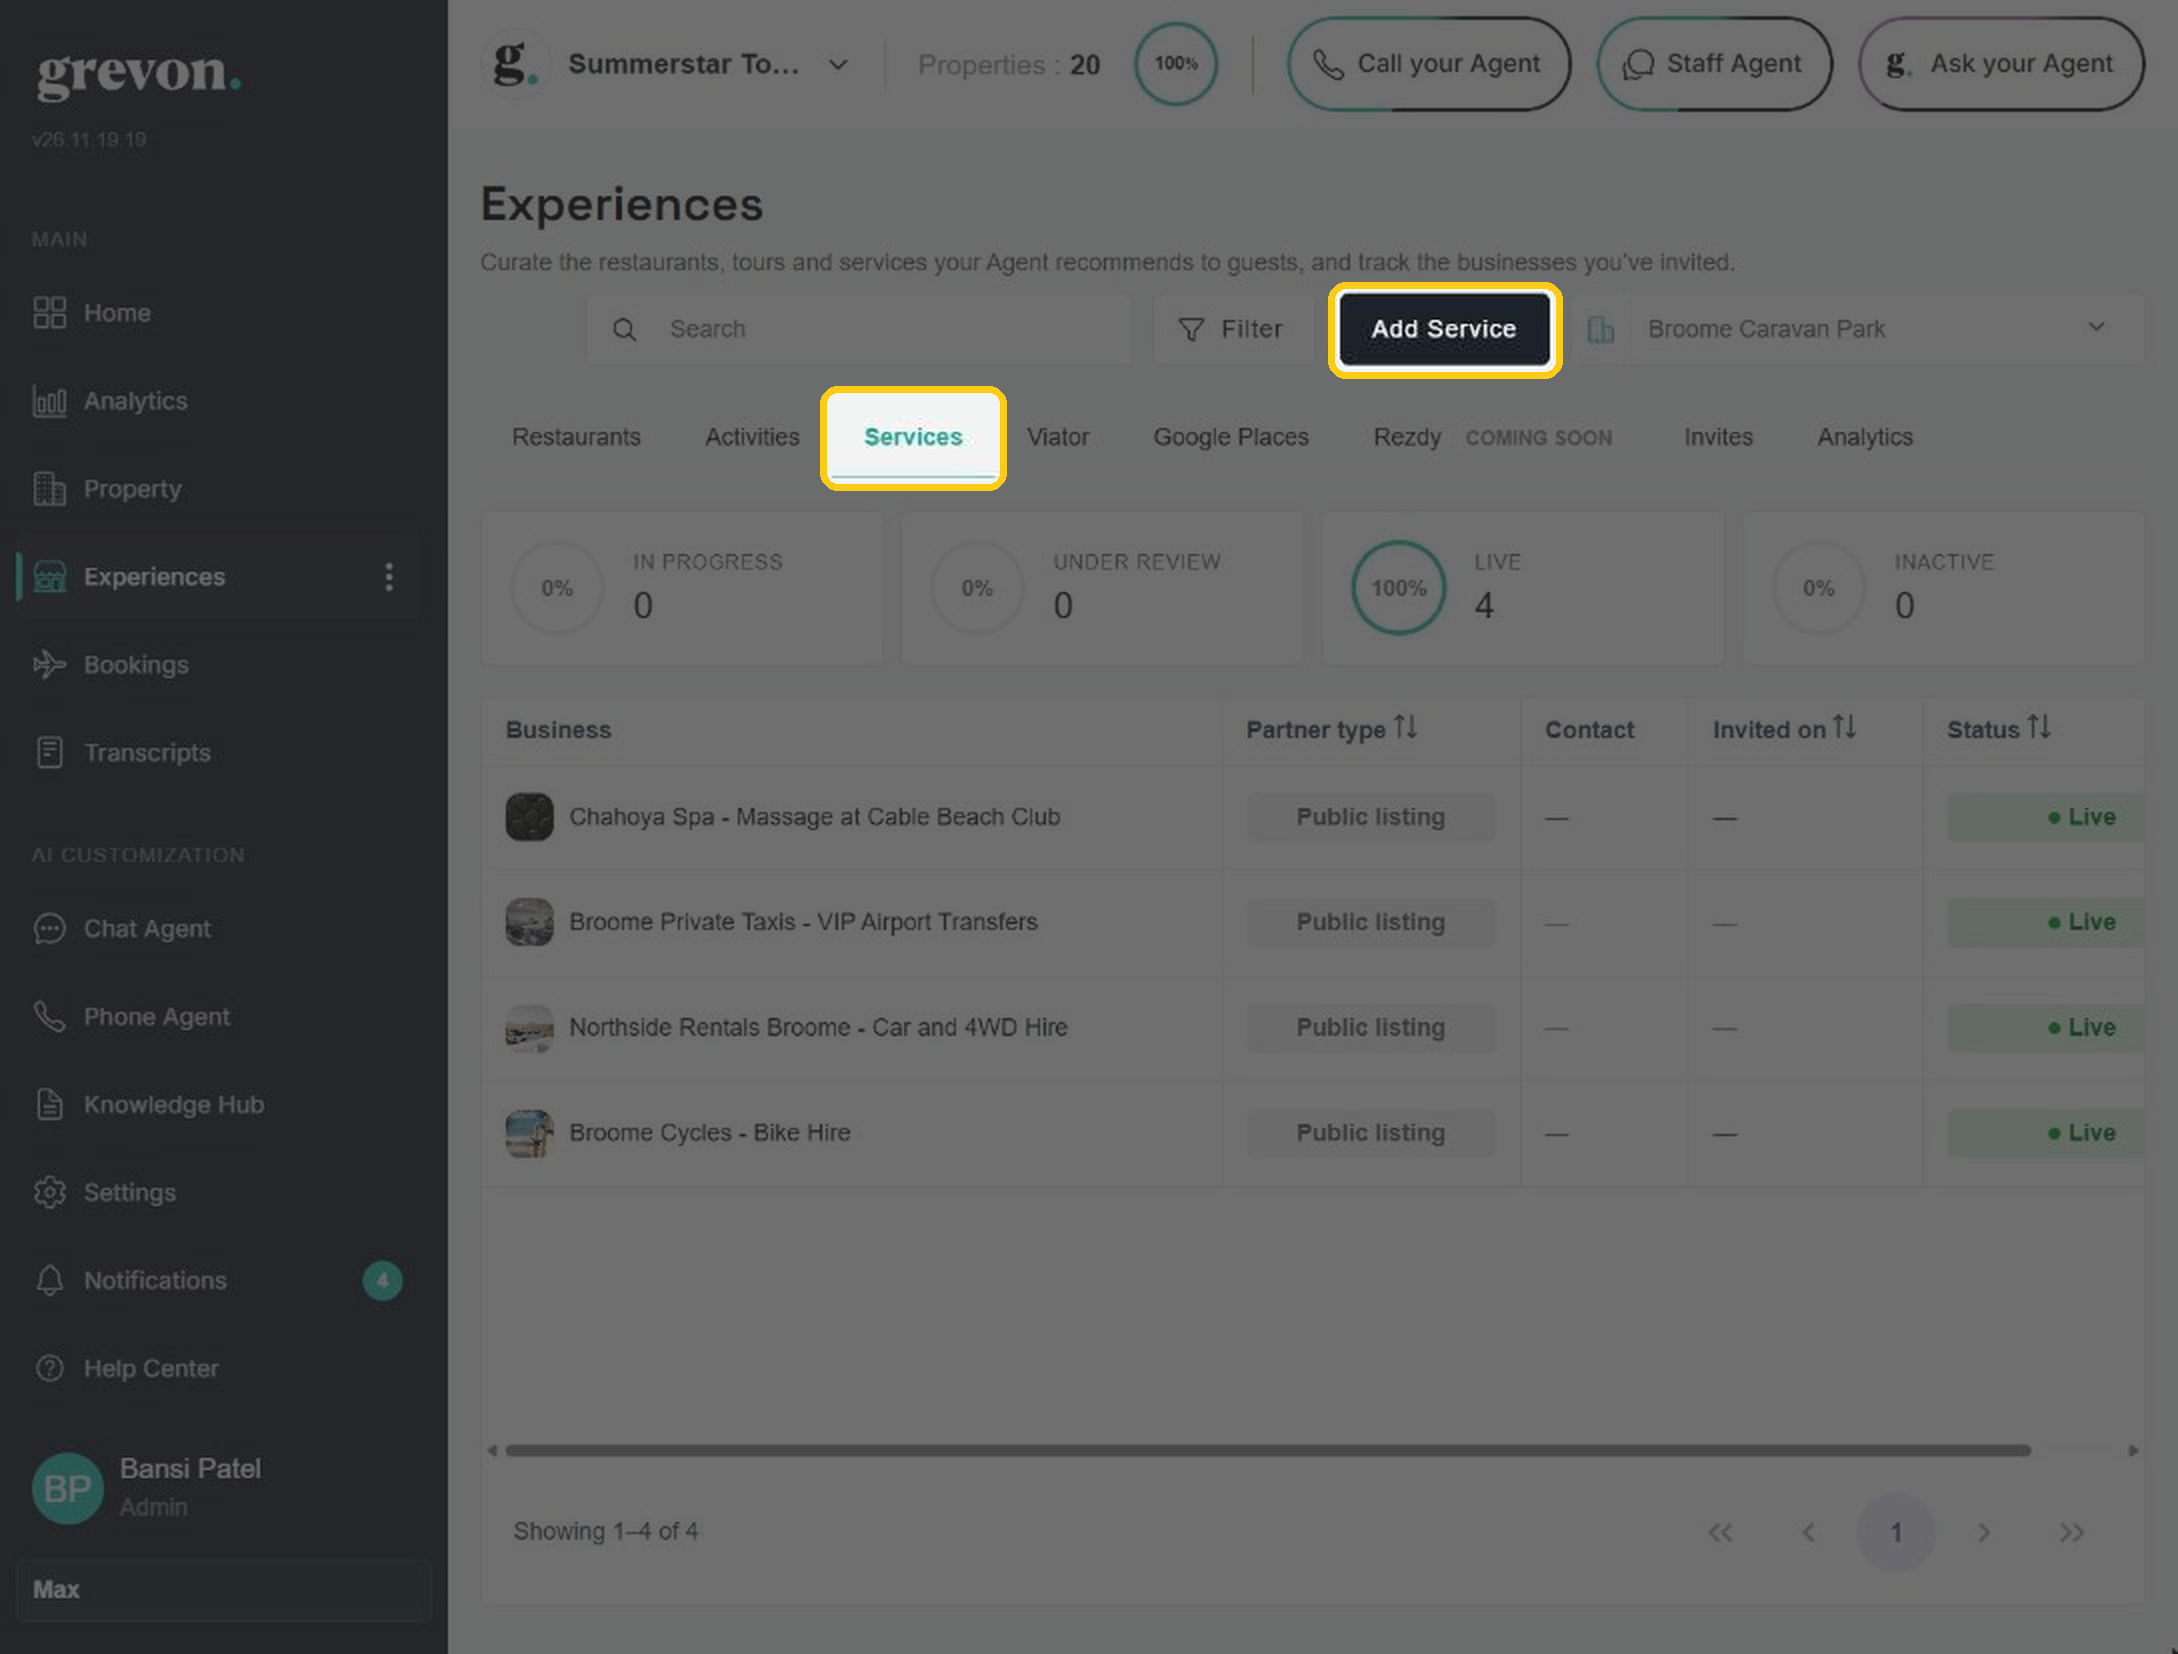 grevon.
v26.11.19.19
MAIN
Home
Analytics
Property
Experiences
Bookings
Transcripts
AI CUSTOMIZATION
Chat Agent
Phone Agent
Knowledge Hub
Settings
Notifications 4
Help Center
BP Bansi Patel
Admin
Max
g. Summerstar To... Properties : 20 100% Call your Agent Staff Agent g. Ask your Agent
Experiences
Curate the restaurants, tours and services your Agent recommends to guests, and track the businesses you've invited.
Search Filter Add Service Broome Caravan Park
Restaurants Activities Services Viator Google Places Rezdy COMING SOON Invites Analytics
0% IN PROGRESS 0
0% UNDER REVIEW 0
100% LIVE 4
0% INACTIVE 0
Business Partner type Contact Invited on Status
Chahoya Spa - Massage at Cable Beach Club Public listing — — Live
Broome Private Taxis - VIP Airport Transfers Public listing — — Live
Northside Rentals Broome - Car and 4WD Hire Public listing — — Live
Broome Cycles - Bike Hire Public listing — — Live
Showing 1–4 of 4 1